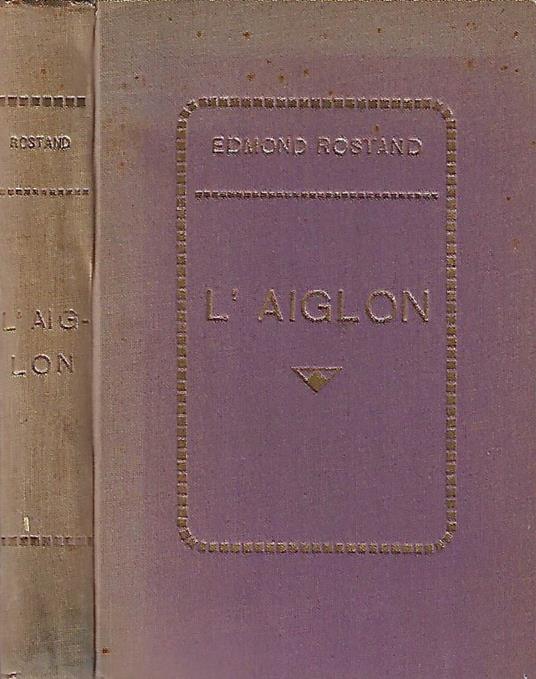 ROSTAND
L' AIG-
LON
EDMOND ROSTAND
L' AIGLON